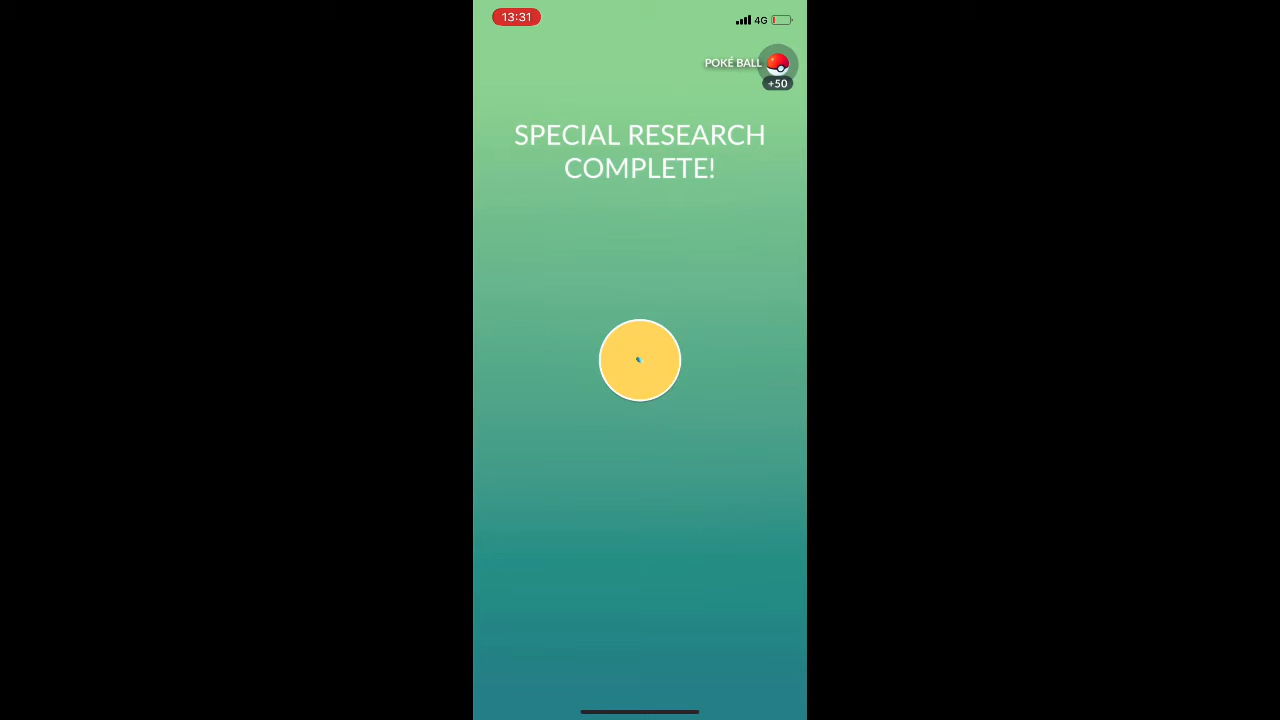 13:31
4G
POKÉ BALL
+50
SPECIAL RESEARCH
COMPLETE!